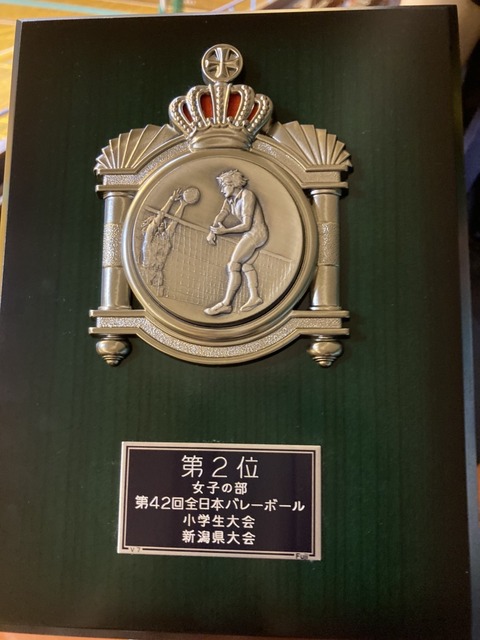 第2位
女子の部
第42回全日本バレーボール
小学生大会
新潟県大会
V-7